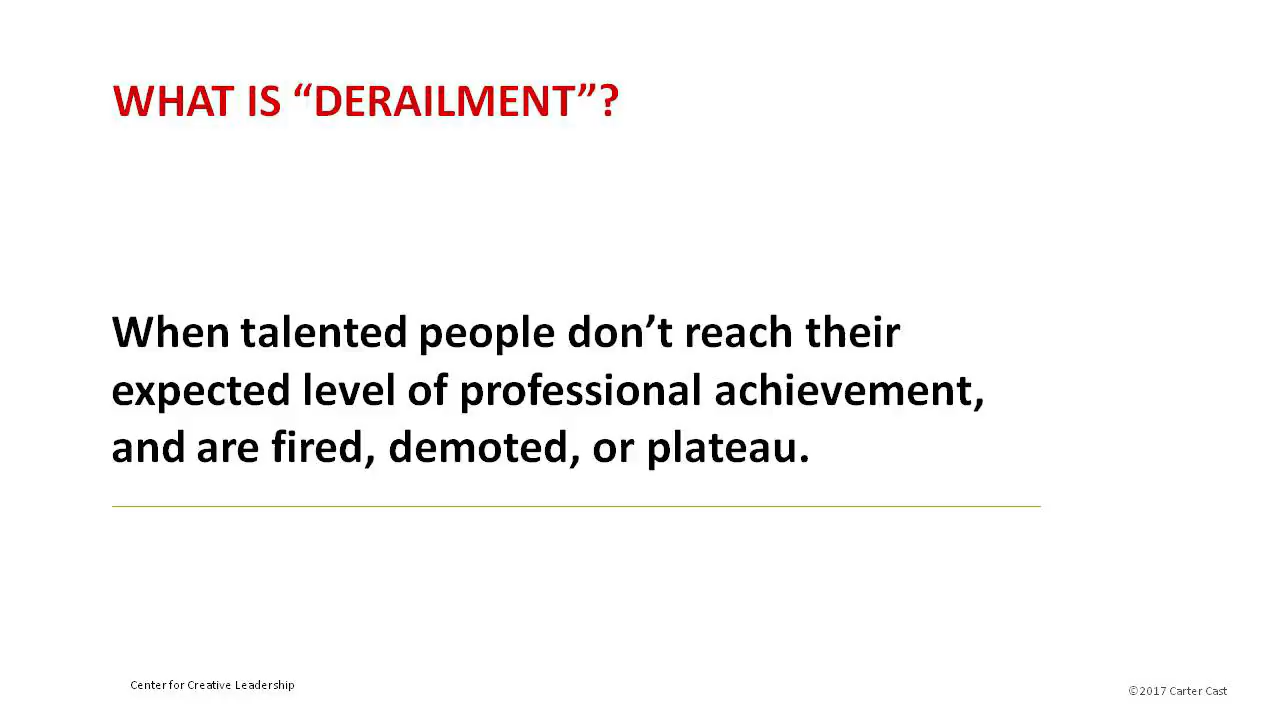 WHAT IS “DERAILMENT”?
When talented people don’t reach their
expected level of professional achievement,
and are fired, demoted, or plateau.
Center for Creative Leadership
©2017 Carter Cast